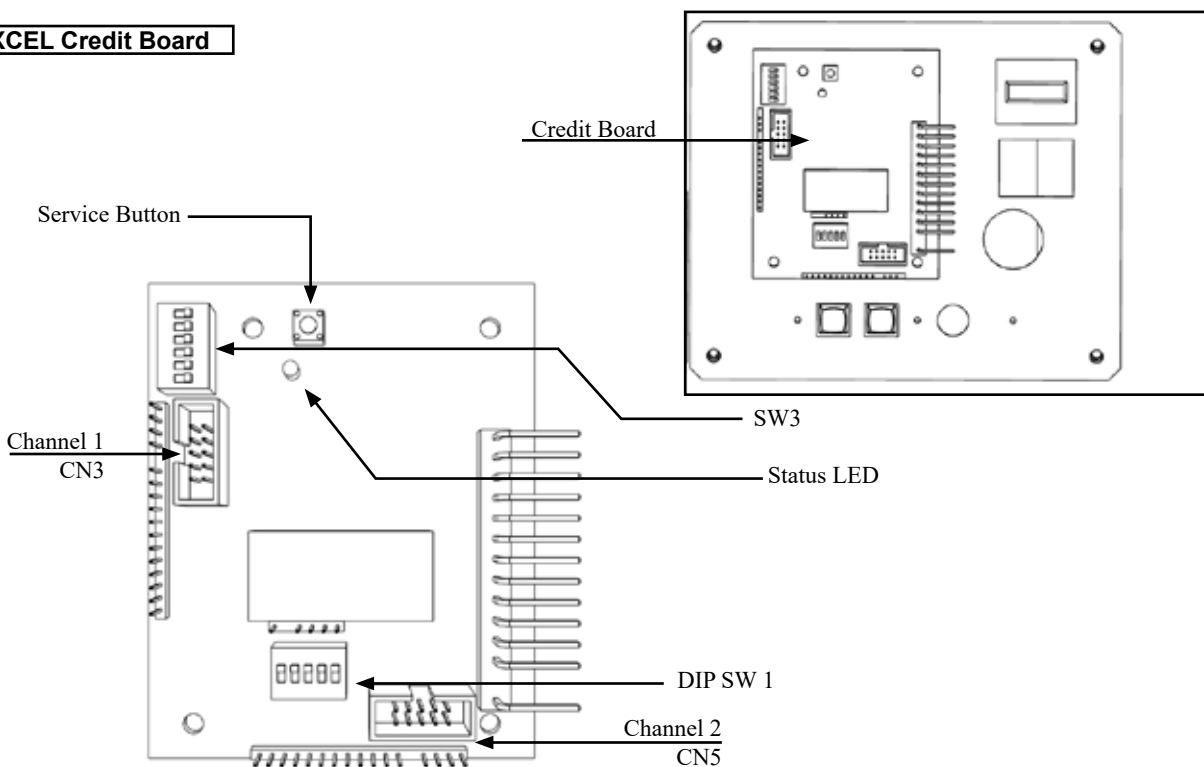 XCEL Credit Board
Credit Board
Service Button
SW3
Channel 1
CN3
Status LED
DIP SW 1
Channel 2
CN5